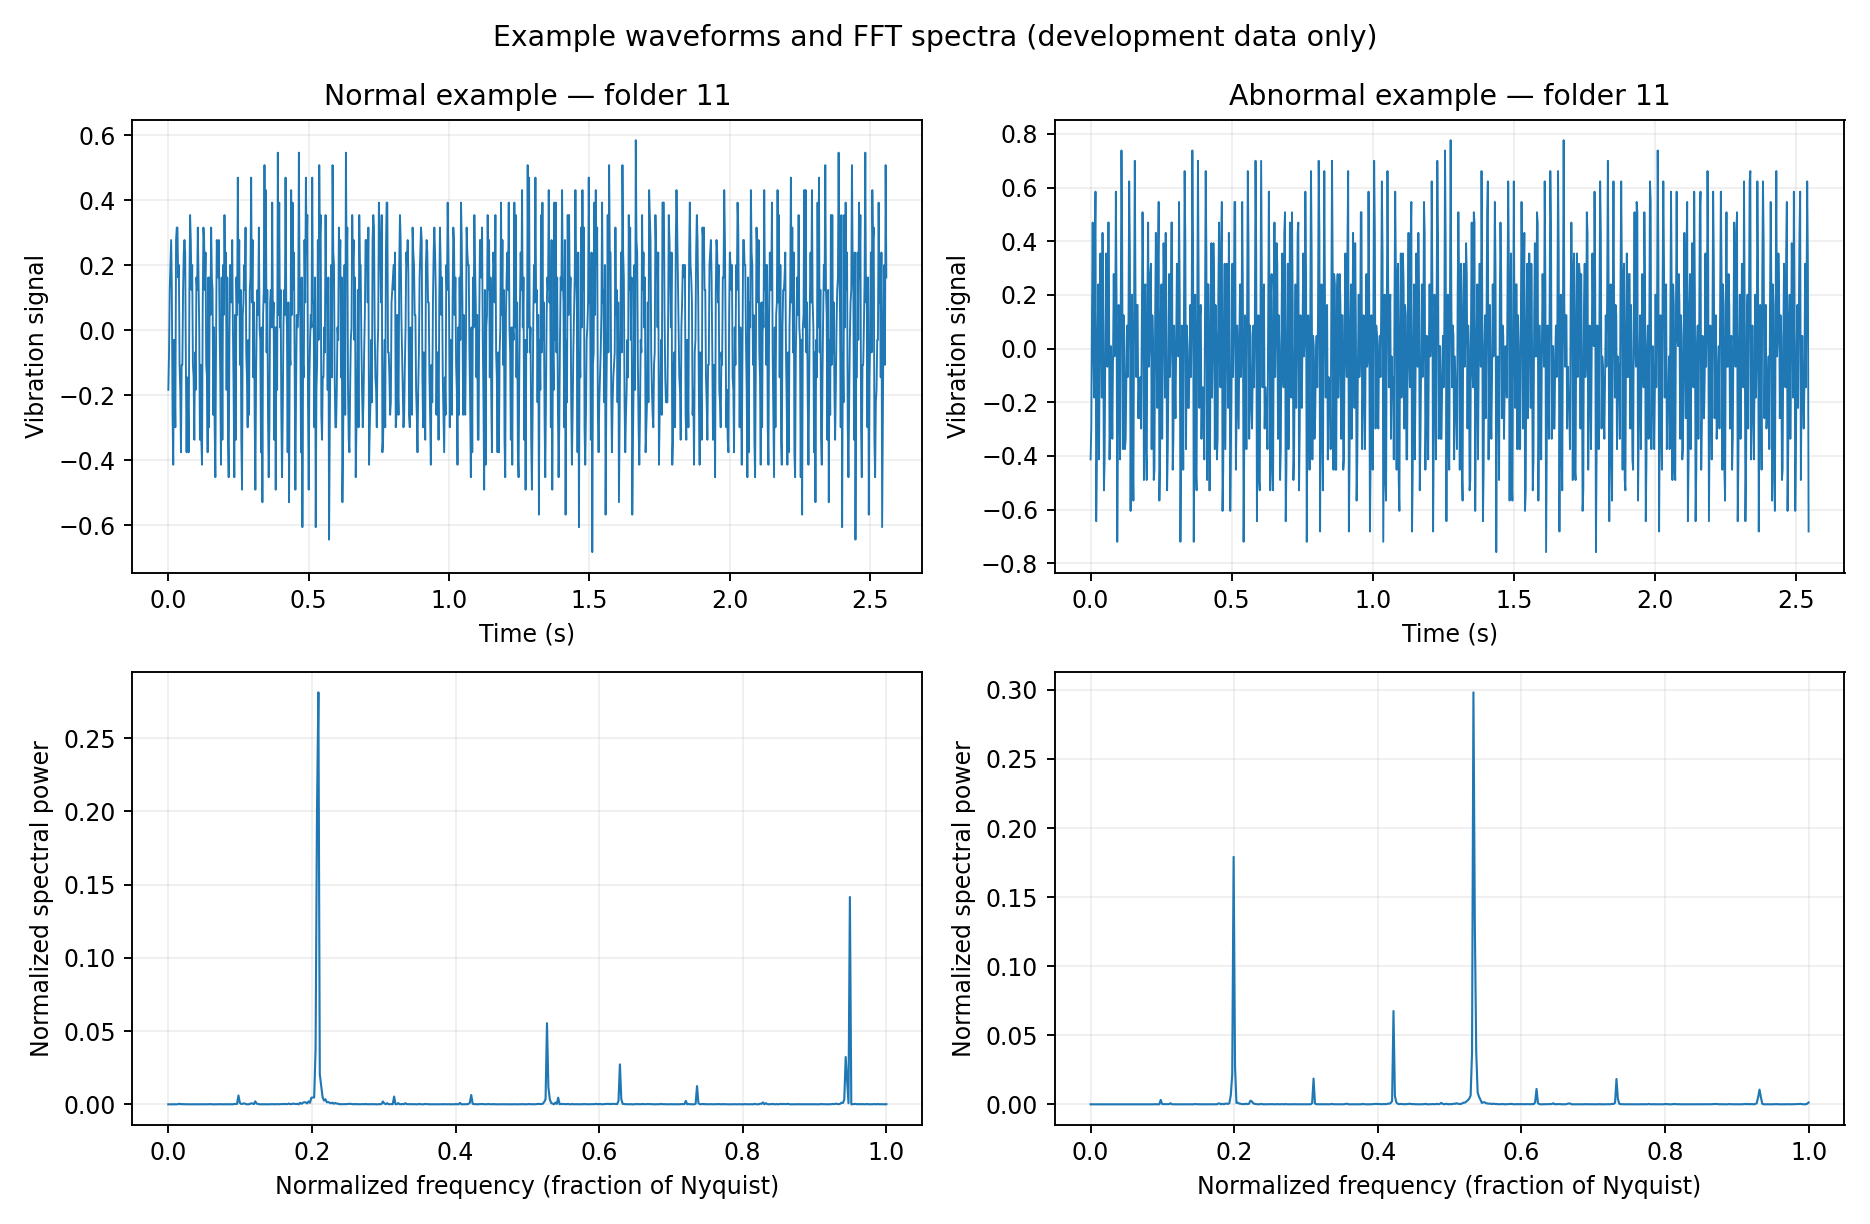 Example waveforms and FFT spectra (development data only)
Normal example — folder 11
Vibration signal
0.6
0.4
0.2
0.0
−0.2
−0.4
−0.6
0.0 0.5 1.0 1.5 2.0 2.5
Time (s)
Abnormal example — folder 11
Vibration signal
0.8
0.6
0.4
0.2
0.0
−0.2
−0.4
−0.6
−0.8
0.0 0.5 1.0 1.5 2.0 2.5
Time (s)
Normalized spectral power
0.25
0.20
0.15
0.10
0.05
0.00
0.0 0.2 0.4 0.6 0.8 1.0
Normalized frequency (fraction of Nyquist)
Normalized spectral power
0.30
0.25
0.20
0.15
0.10
0.05
0.00
0.0 0.2 0.4 0.6 0.8 1.0
Normalized frequency (fraction of Nyquist)